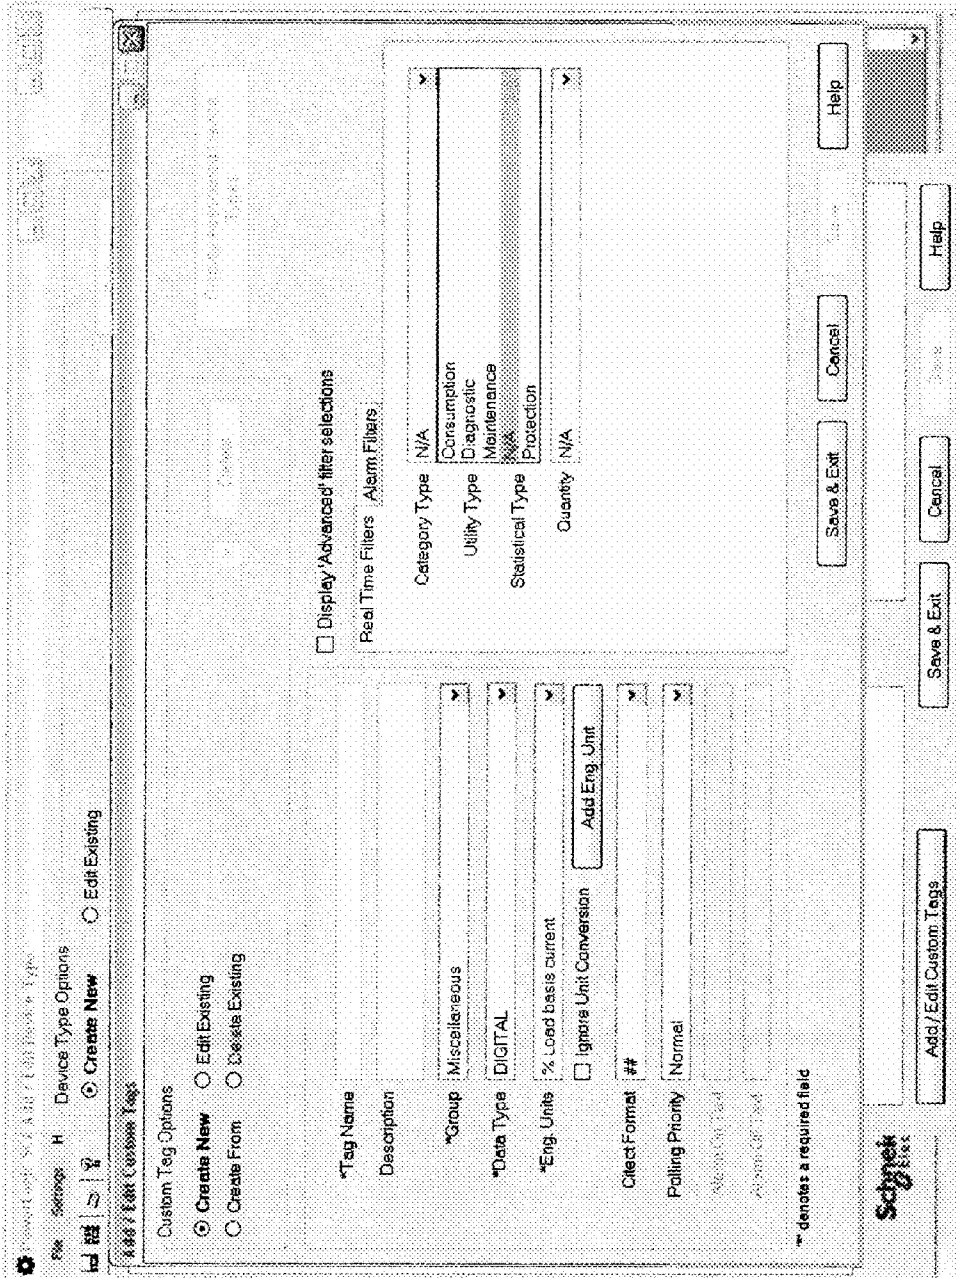 File Settings H Device Type Options
Create New Edit Existing
Add / Edit Custom Tags
Custom Tag Options
Create New Edit Existing
Create From Delete Existing
*Tag Name
Description
*Group Miscellaneous
*Data Type DIGITAL
*Eng. Units % Load basis current
Ignore Unit Conversion Add Eng. Unit
Citect Format ##
Polling Priority Normal
"*" denotes a required field
Display 'Advanced' filter selections
Real Time Filters Alarm Filters
Category Type N/A
Consumption
Utility Type Diagnostic
Maintenance
Statistical Type N/A
Protection
Quantity N/A
Save & Exit Cancel Help
Schneid
Elec
Add / Edit Custom Tags Save & Exit Cancel Help